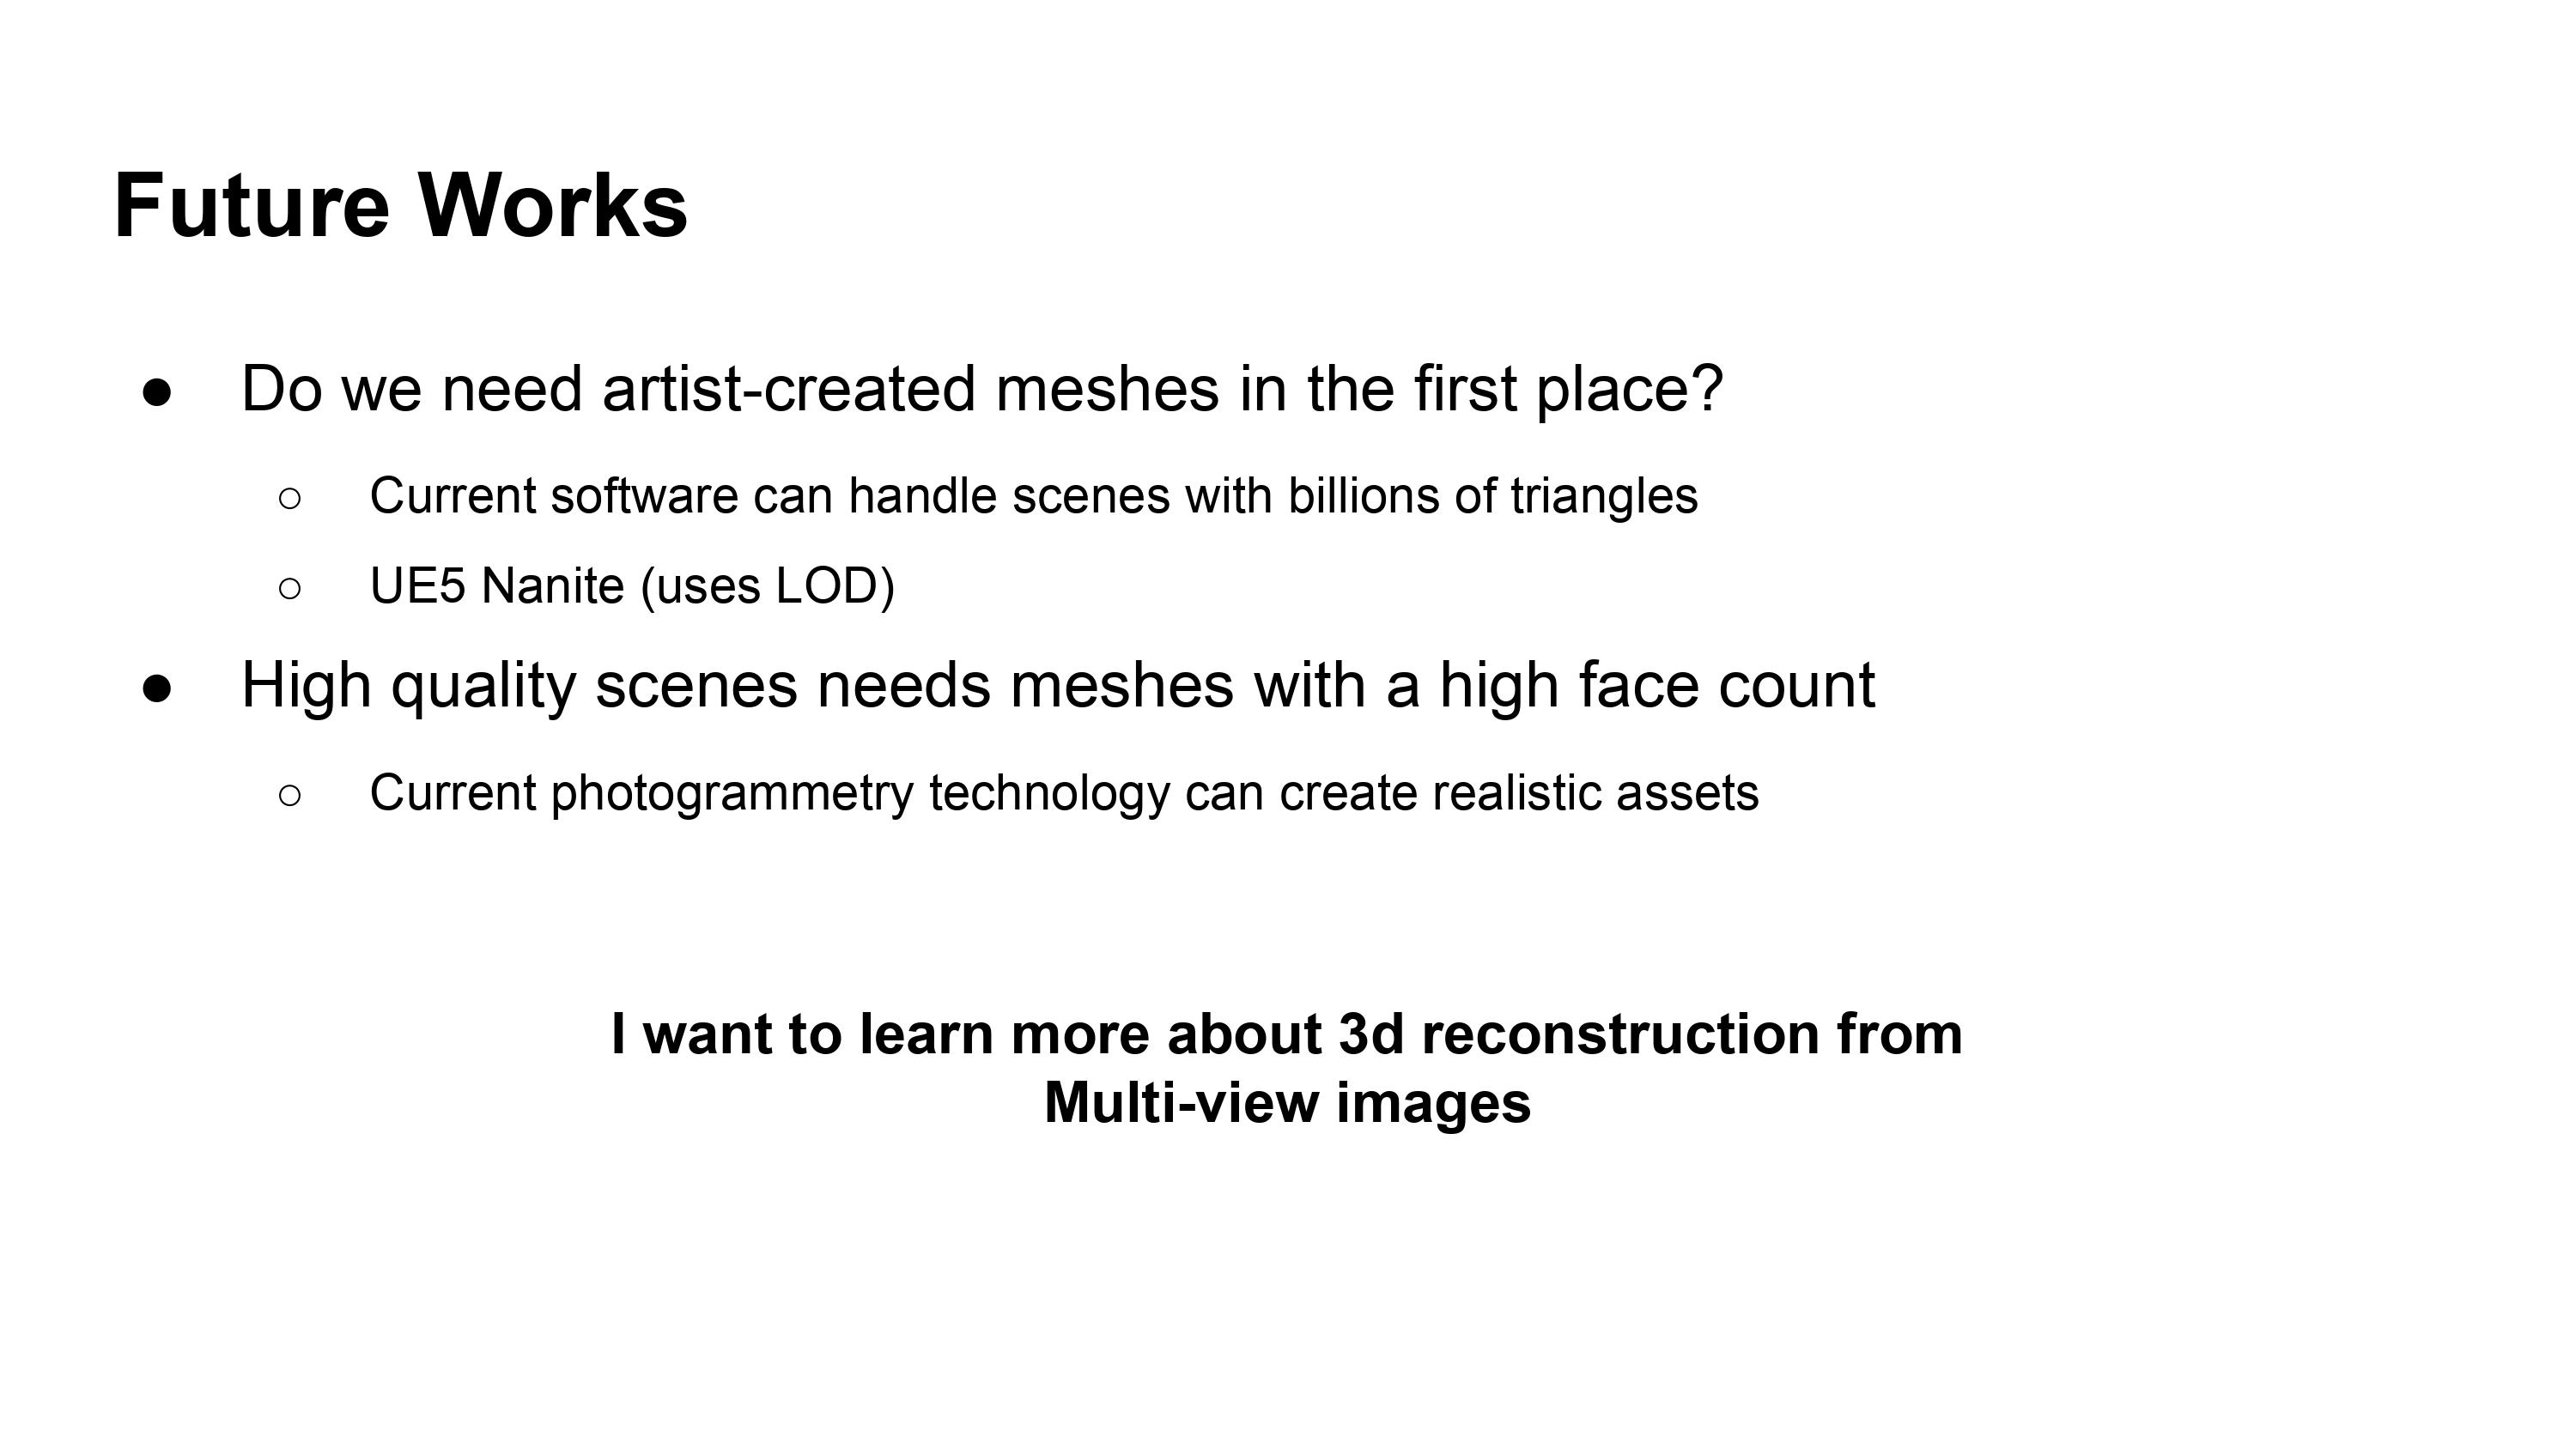 Future Works
● Do we need artist-created meshes in the first place?
○ Current software can handle scenes with billions of triangles
○ UE5 Nanite (uses LOD)
● High quality scenes needs meshes with a high face count
○ Current photogrammetry technology can create realistic assets
I want to learn more about 3d reconstruction from
Multi-view images